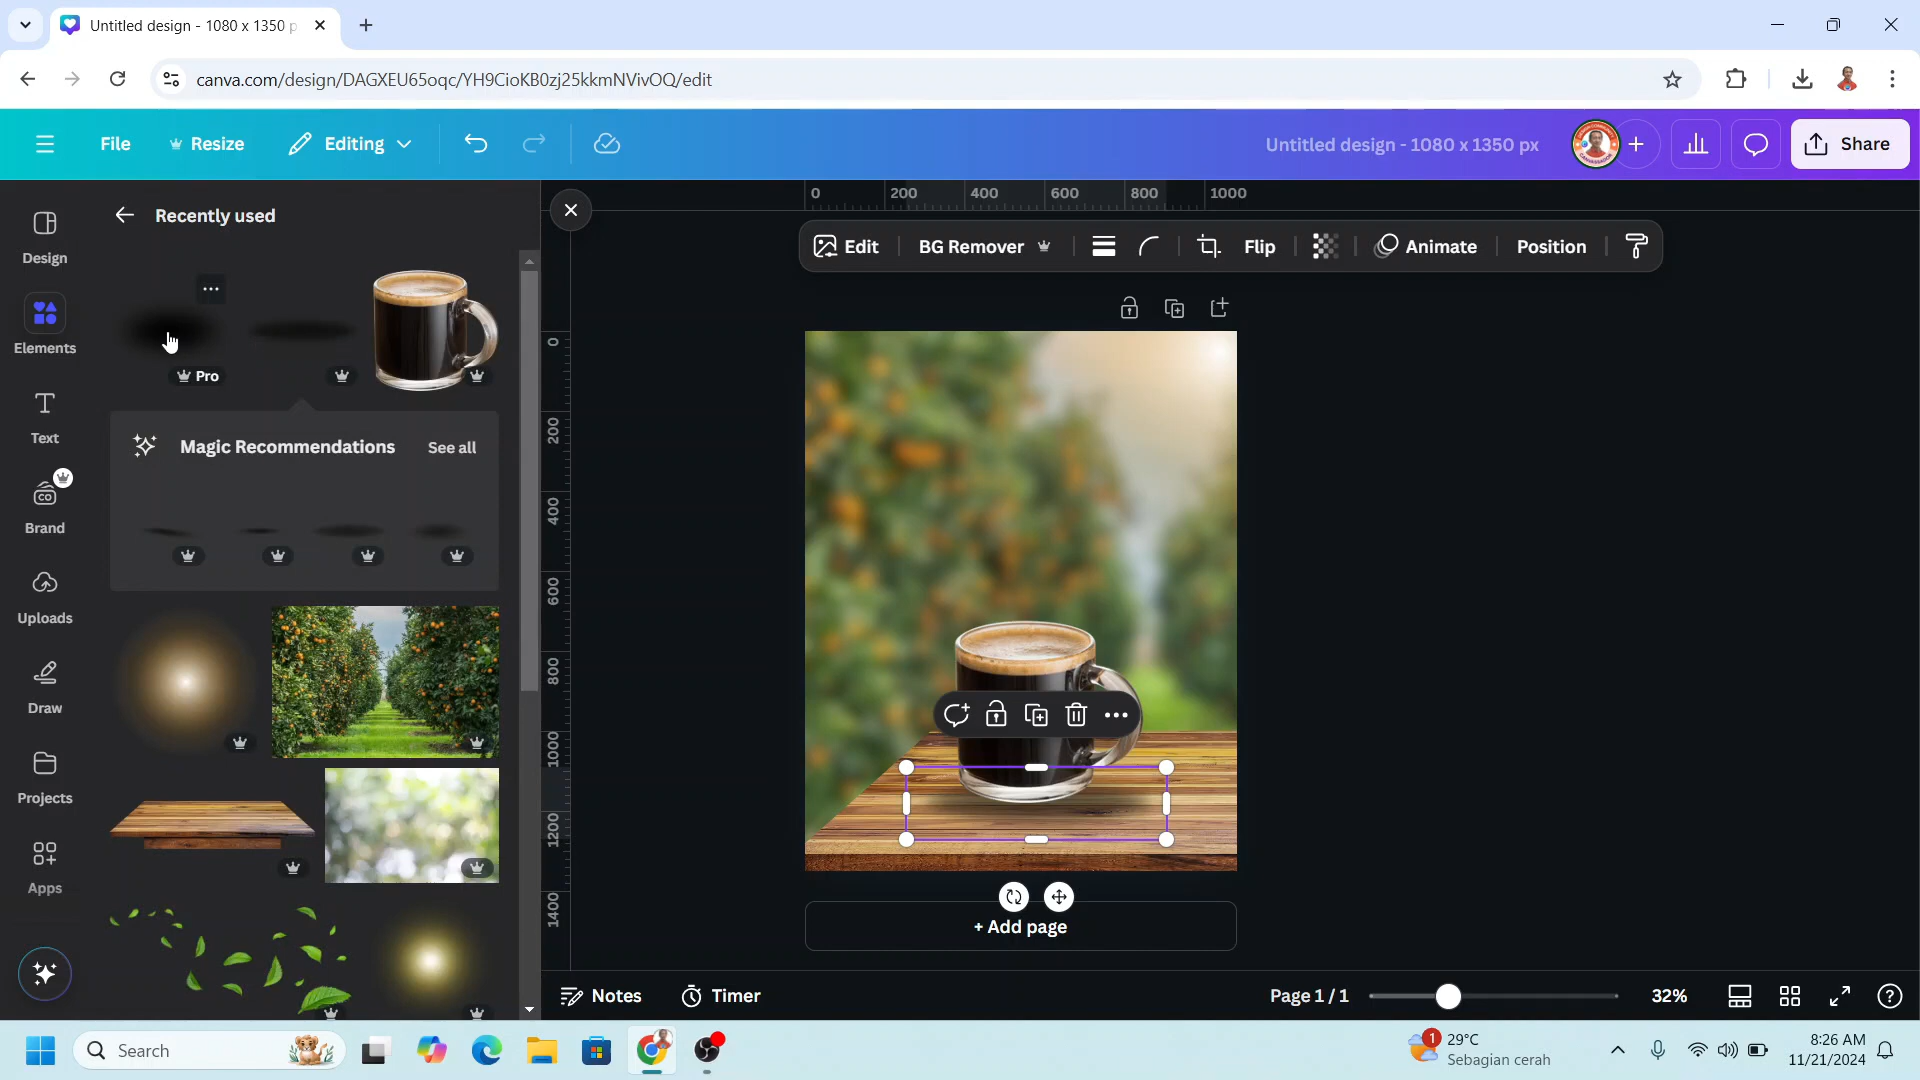 Untitled design - 1080 x 1350 p
canva.com/design/DAGXEU65oqc/YH9CioKB0zj25kkmNVivOQ/edit
File
Resize
Editing
Untitled design - 1080 x 1350 px
Share
Design
Elements
Text
Brand
Uploads
Draw
Projects
Apps
Recently used
Pro
Magic Recommendations
See all
0 200 400 600 800 1000
Edit
BG Remover
Flip
Animate
Position
0
200
400
600
800
1000
1200
1400
CO
+ Add page
Notes
Timer
Page 1 / 1
32%
Search
1
29°C
Sebagian cerah
8:26 AM
11/21/2024